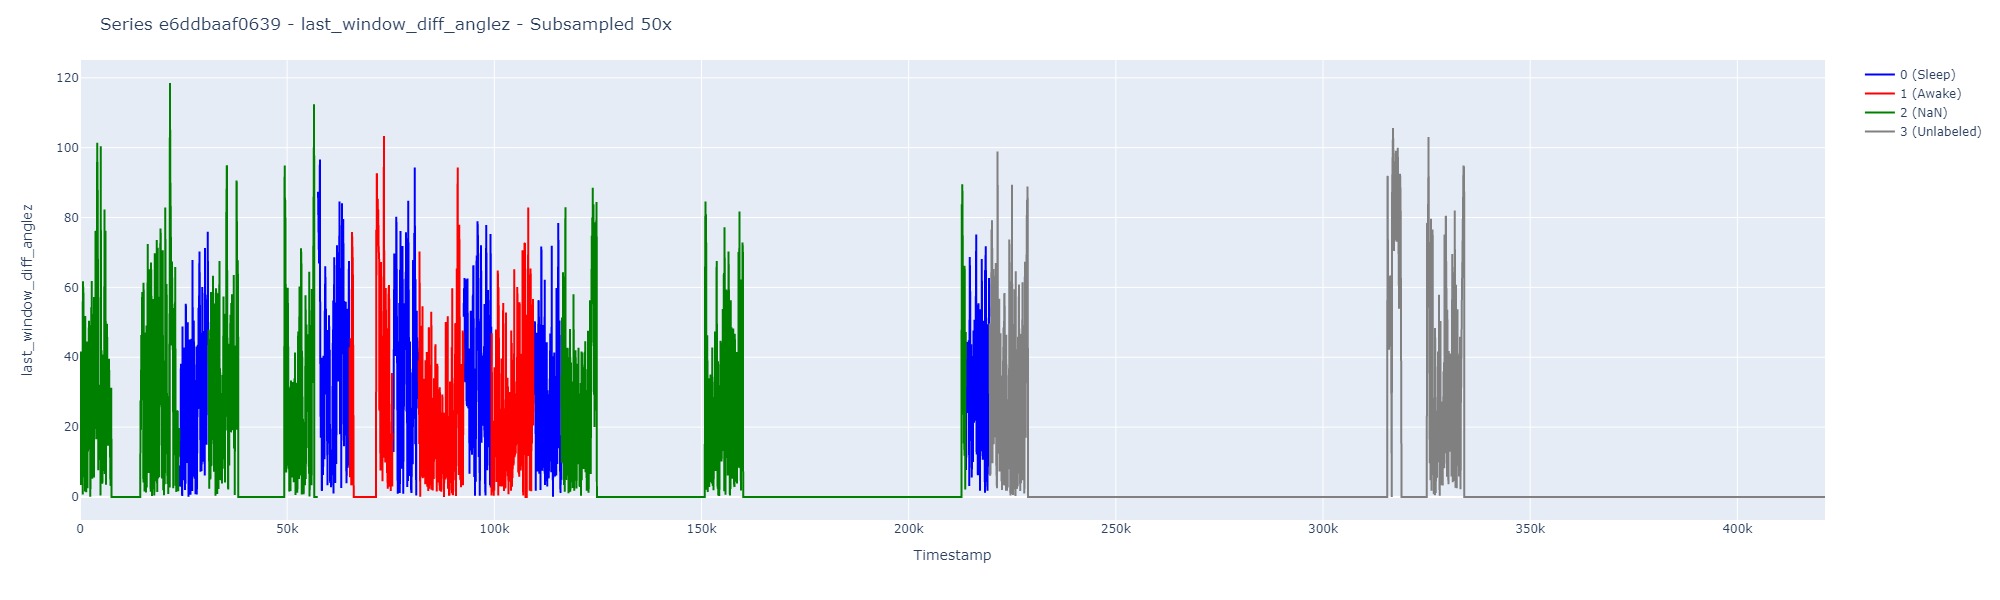 Series e6ddbaaf0639 - last_window_diff_anglez - Subsampled 50x
0 (Sleep)
1 (Awake)
2 (NaN)
3 (Unlabeled)
last_window_diff_anglez
120
100
80
60
40
20
0
0
50k
100k
150k
200k
250k
300k
350k
400k
Timestamp